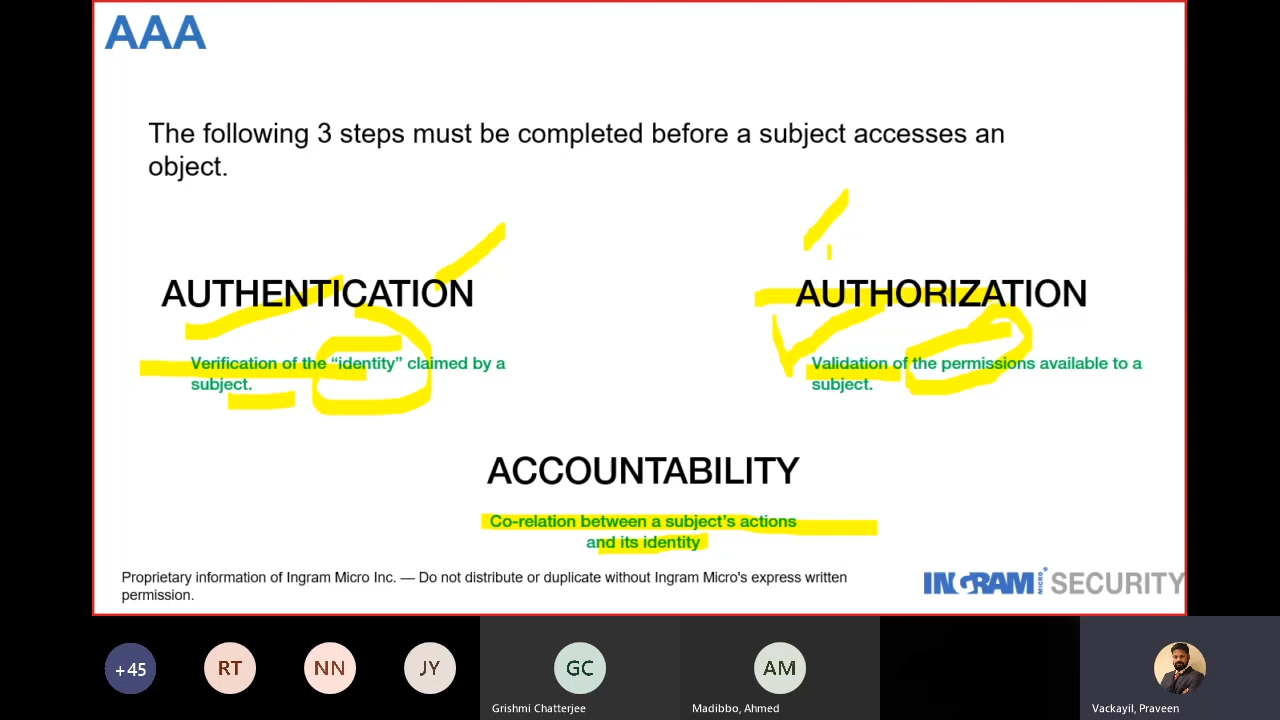 AAA
The following 3 steps must be completed before a subject accesses an
object.
AUTHENTICATION
AUTHORIZATION
Verification of the “identity” claimed by a
subject.
Validation of the permissions available to a
subject.
ACCOUNTABILITY
Co-relation between a subject’s actions
and its identity
Proprietary information of Ingram Micro Inc. — Do not distribute or duplicate without Ingram Micro's express written
permission.
INGRAM MICRO SECURITY
+45
RT
NN
JY
GC
AM
Grishmi Chatterjee
Madibbo, Ahmed
Vackayil, Praveen